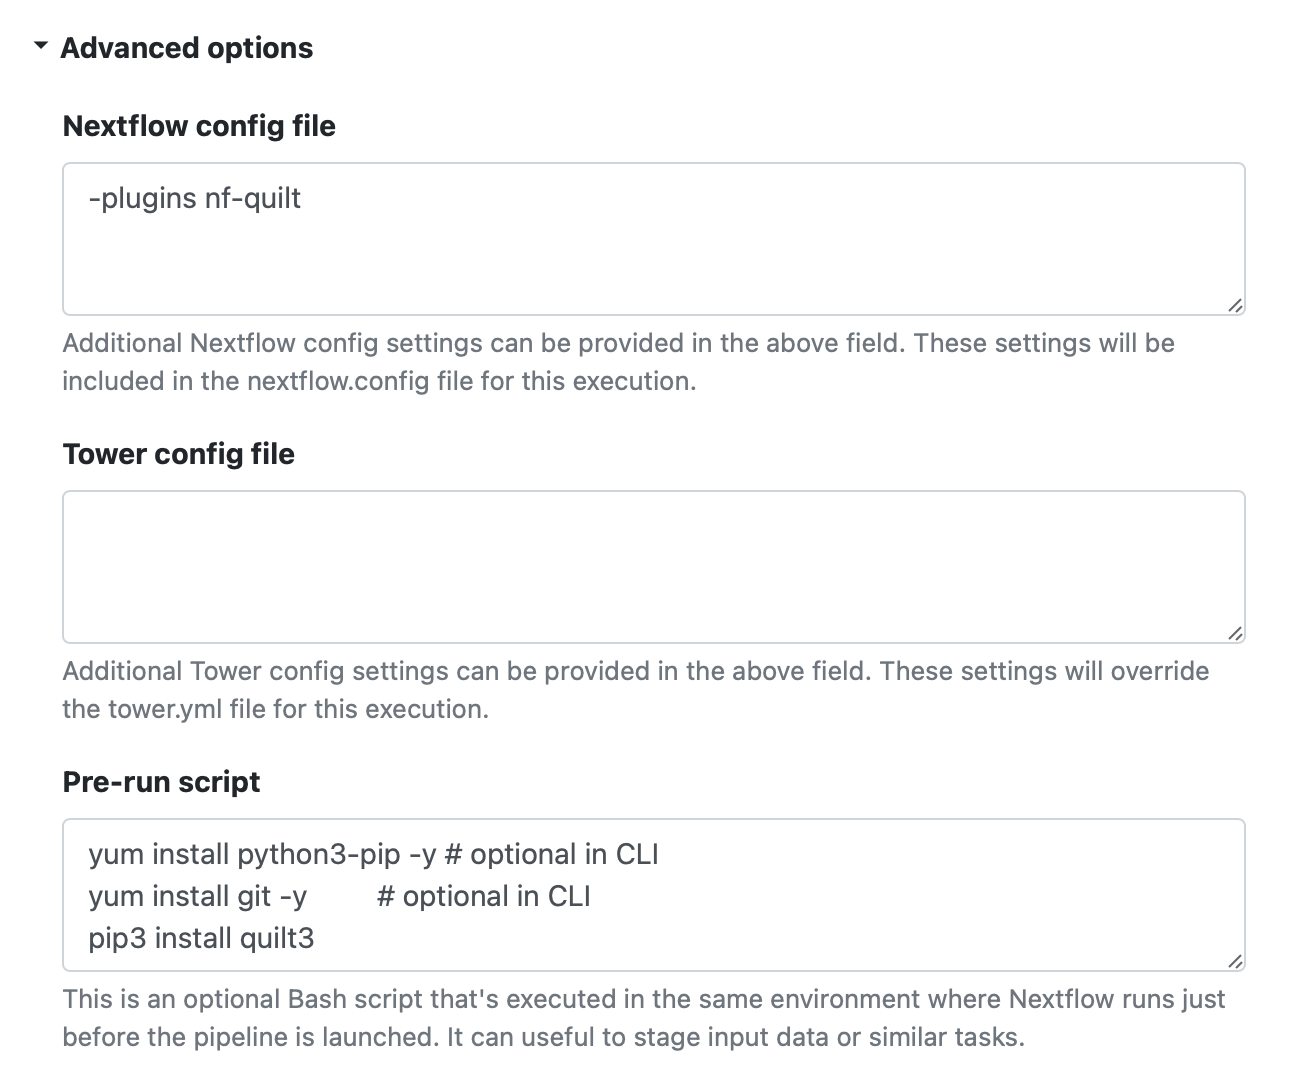 Advanced options
Nextflow config file
-plugins nf-quilt
Additional Nextflow config settings can be provided in the above field. These settings will be
included in the nextflow.config file for this execution.
Tower config file
Additional Tower config settings can be provided in the above field. These settings will override
the tower.yml file for this execution.
Pre-run script
yum install python3-pip -y # optional in CLI
yum install git -y         # optional in CLI
pip3 install quilt3
This is an optional Bash script that's executed in the same environment where Nextflow runs just
before the pipeline is launched. It can useful to stage input data or similar tasks.